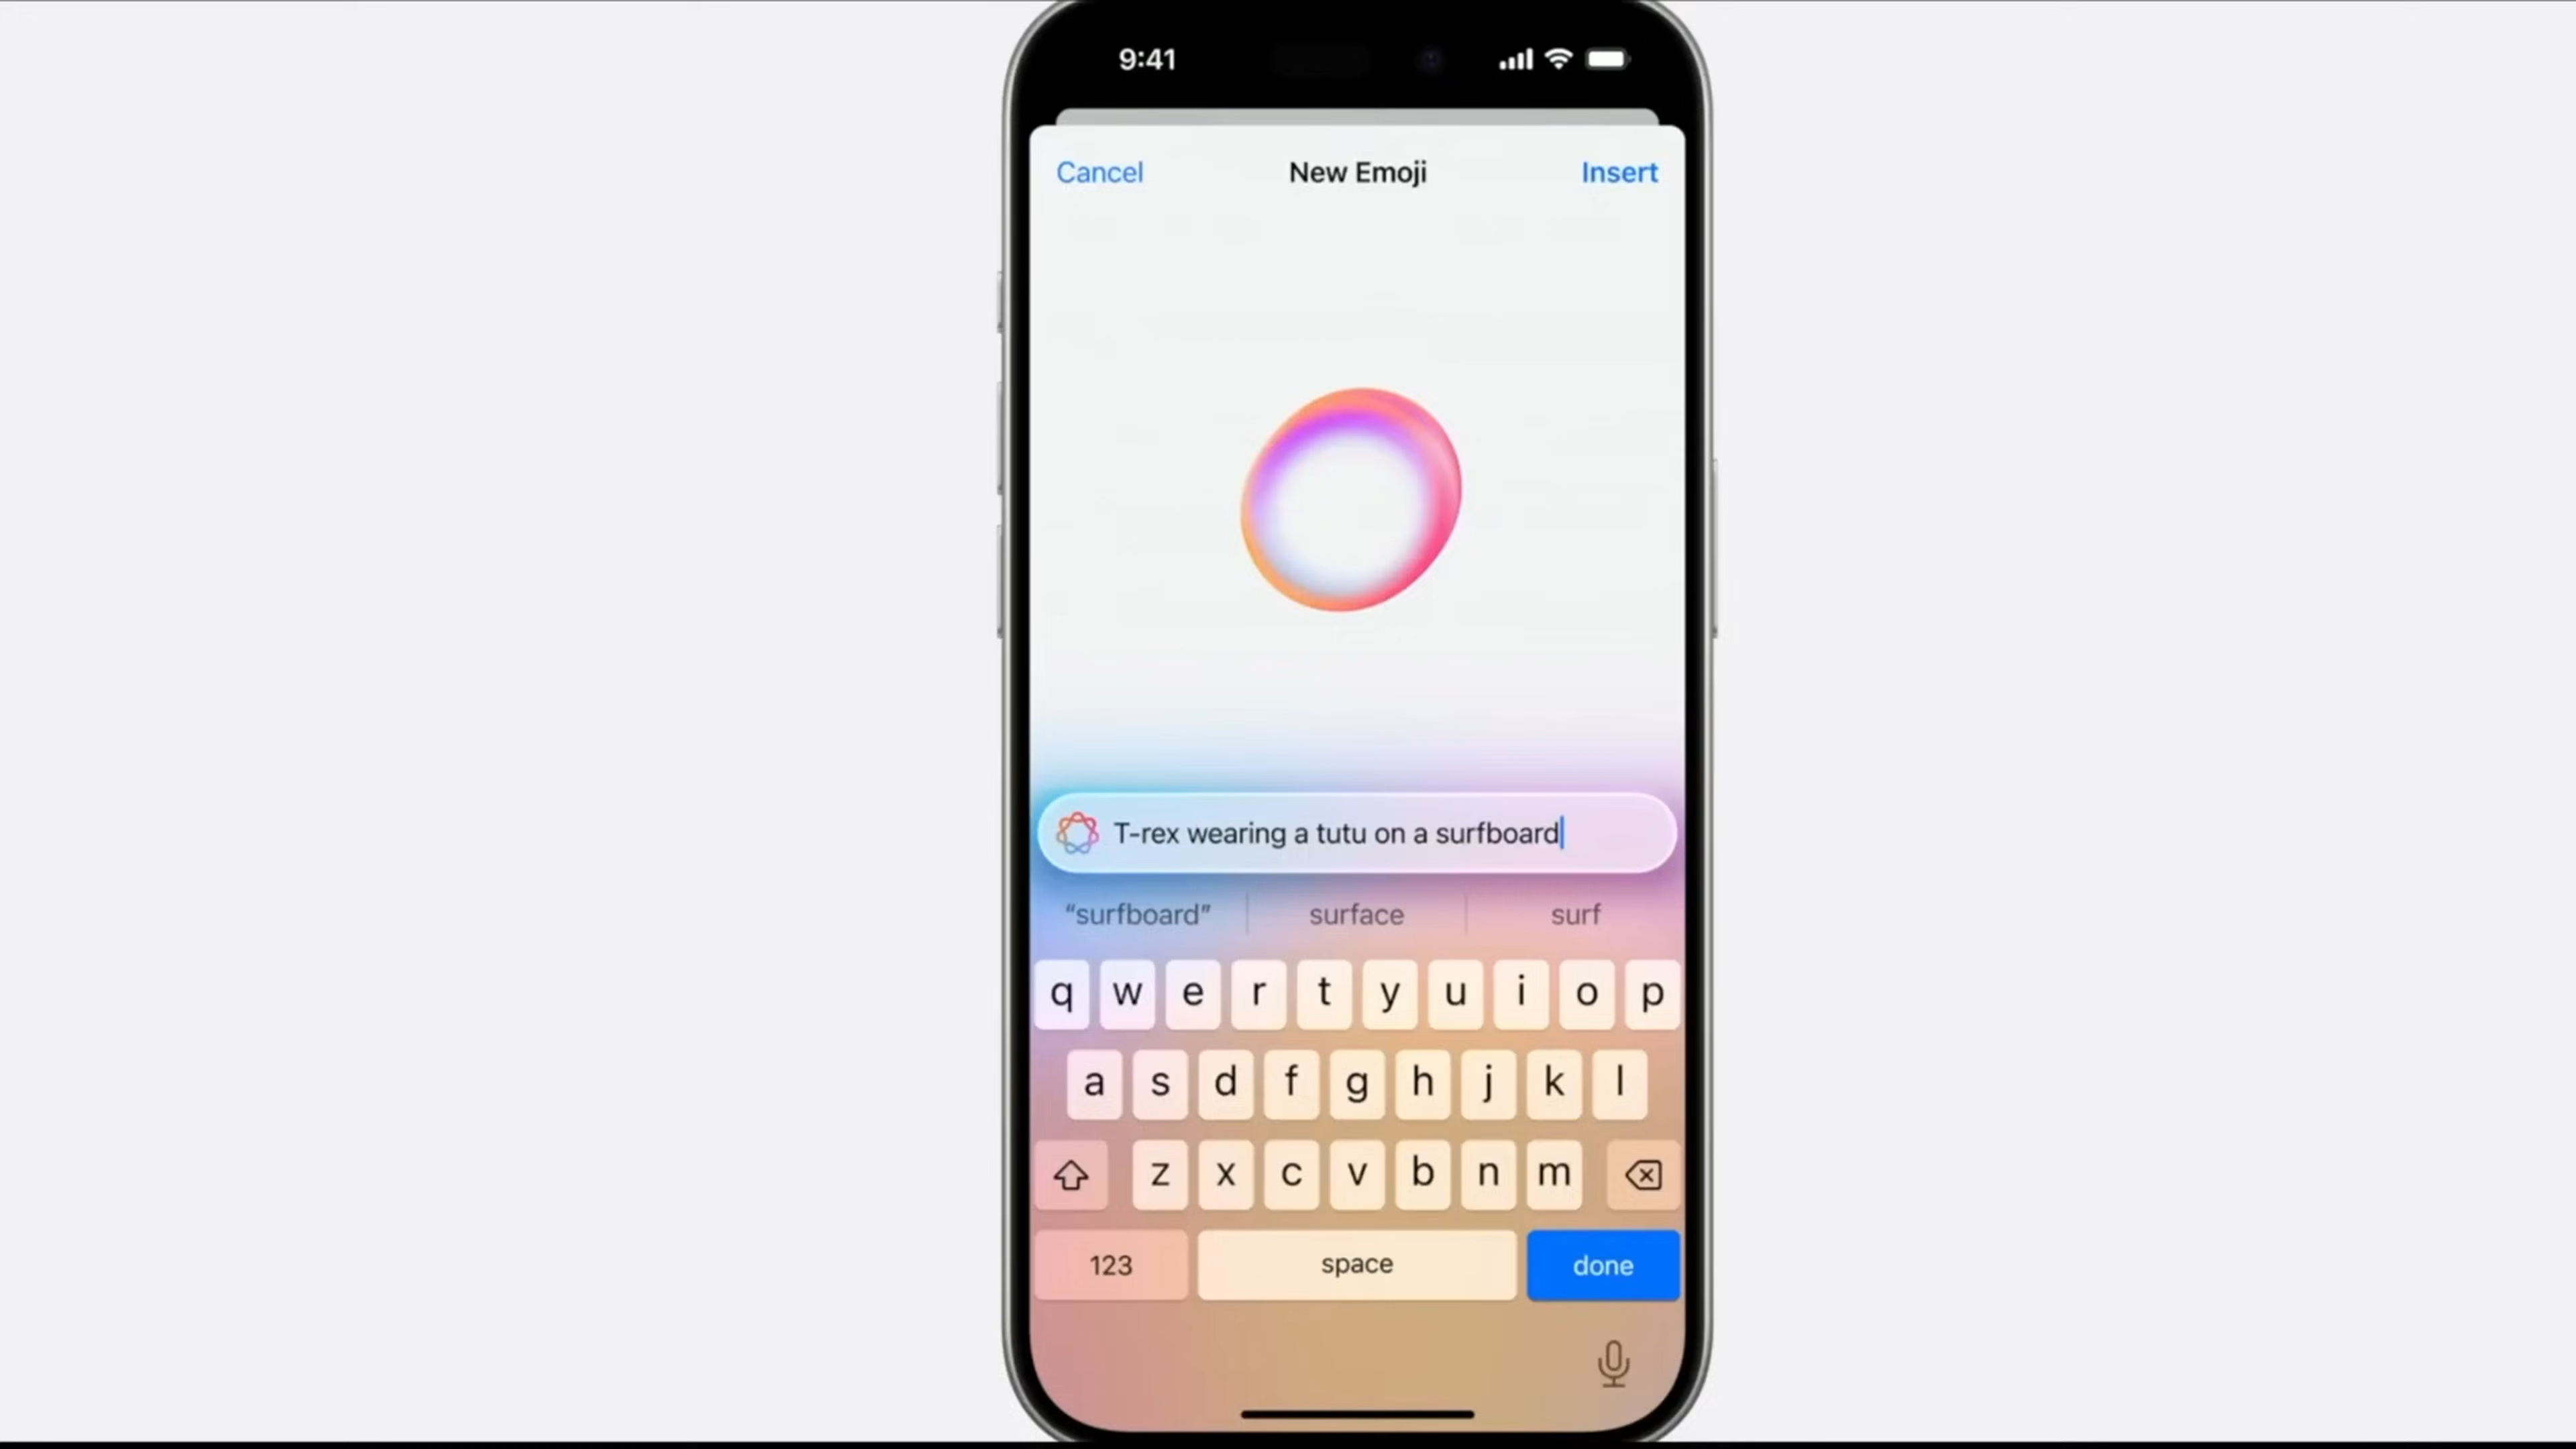 9:41
Cancel New Emoji Insert
T-rex wearing a tutu on a surfboard
“surfboard” surface surf
q w e r t y u i o p
a s d f g h j k l
z x c v b n m
123 space done